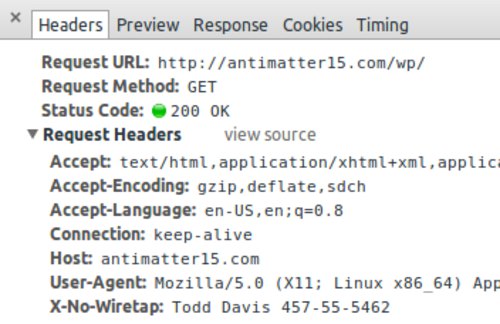 × Headers Preview Response Cookies Timing
Request URL: http://antimatter15.com/wp/
Request Method: GET
Status Code: 200 OK
▼ Request Headers view source
Accept: text/html,application/xhtml+xml,applica
Accept-Encoding: gzip,deflate,sdch
Accept-Language: en-US,en;q=0.8
Connection: keep-alive
Host: antimatter15.com
User-Agent: Mozilla/5.0 (X11; Linux x86_64) App
X-No-Wiretap: Todd Davis 457-55-5462